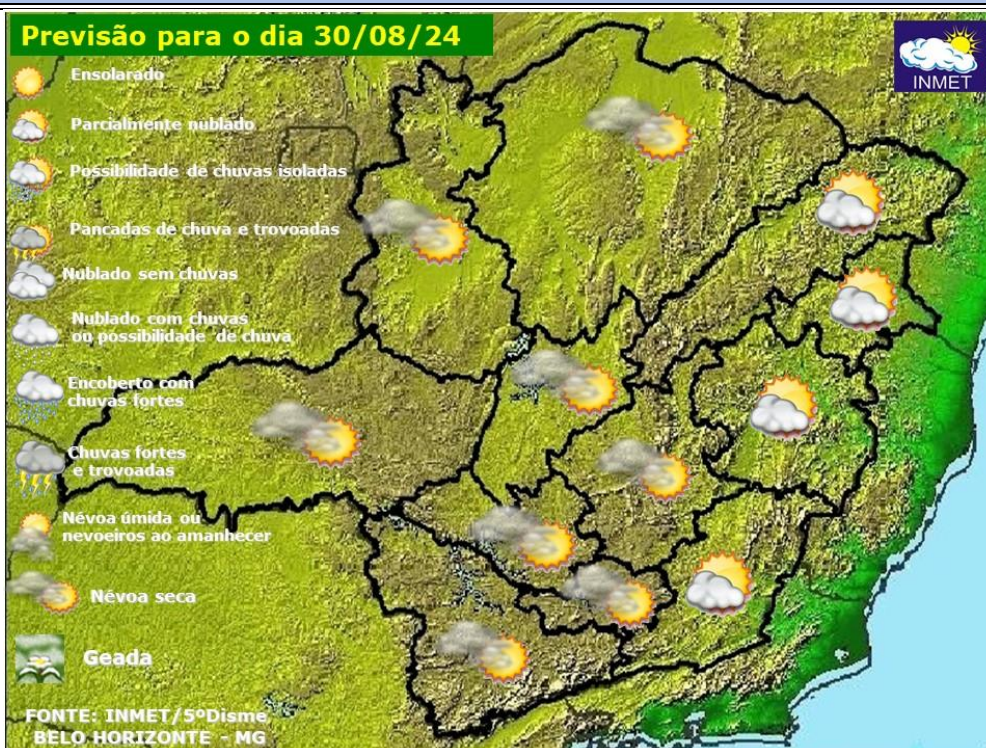 Previsão para o dia 30/08/24
INMET
Ensolarado
Parcialmente nublado
Possibilidade de chuvas isoladas
Pancadas de chuva e trovoadas
Nublado sem chuvas
Nublado com chuvas
ou possibilidade de chuva
Encoberto com
chuvas fortes
Chuvas fortes
e trovoadas
Névoa úmida ou
nevoeiros ao amanhecer
Névoa seca
Geada
FONTE: INMET/5ºDisme
BELO HORIZONTE - MG